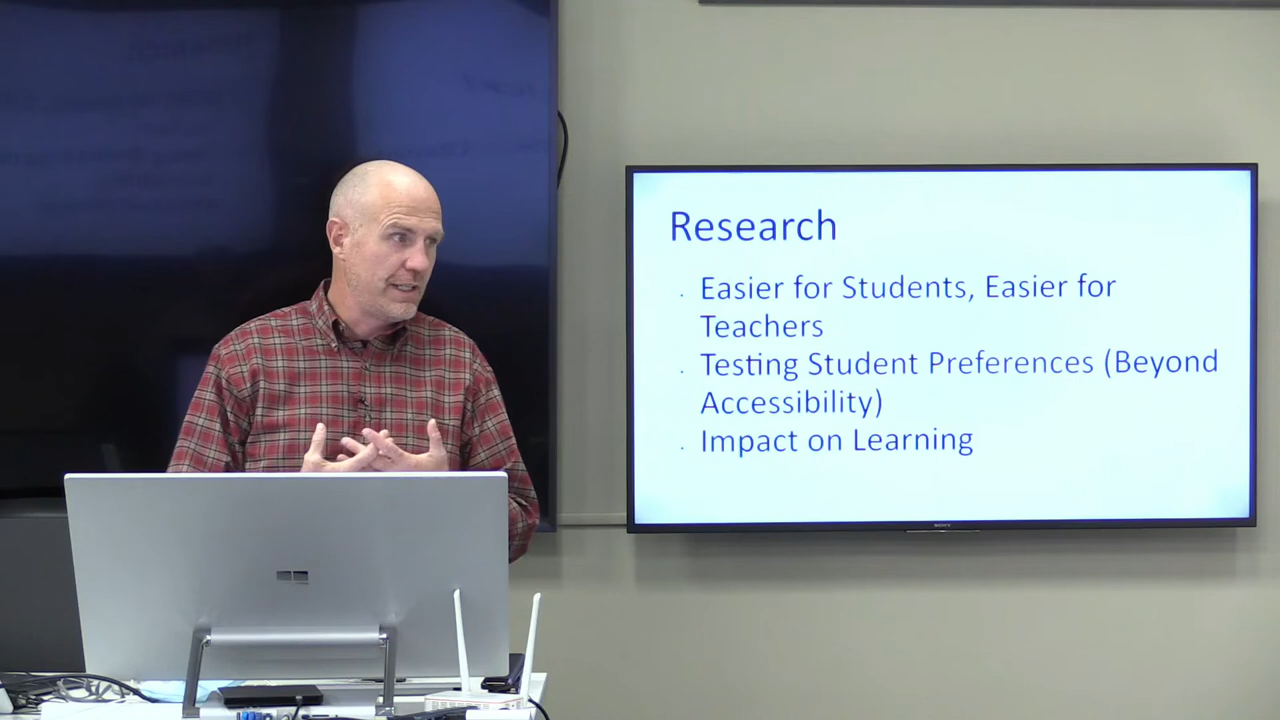 Research
Easier for Students, Easier for
Teachers
Testing Student Preferences (Beyond
Accessibility)
Impact on Learning
SONY